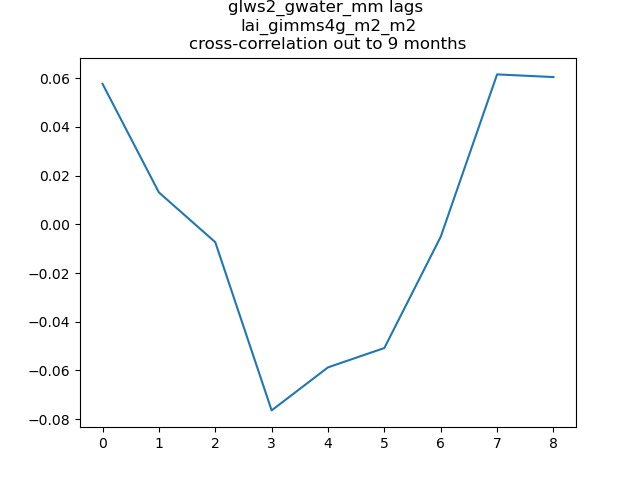 glws2_gwater_mm lags
lai_gimms4g_m2_m2
cross-correlation out to 9 months
0.06
0.04
0.02
0.00
−0.02
−0.04
−0.06
−0.08
0 1 2 3 4 5 6 7 8